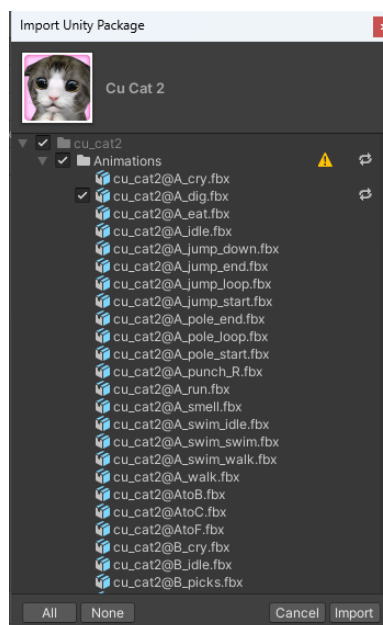 Import Unity Package
Cu Cat 2
cu_cat2
Animations
cu_cat2@A_cry.fbx
cu_cat2@A_dig.fbx
cu_cat2@A_eat.fbx
cu_cat2@A_idle.fbx
cu_cat2@A_jump_down.fbx
cu_cat2@A_jump_end.fbx
cu_cat2@A_jump_loop.fbx
cu_cat2@A_jump_start.fbx
cu_cat2@A_pole_end.fbx
cu_cat2@A_pole_loop.fbx
cu_cat2@A_pole_start.fbx
cu_cat2@A_punch_R.fbx
cu_cat2@A_run.fbx
cu_cat2@A_smell.fbx
cu_cat2@A_swim_idle.fbx
cu_cat2@A_swim_swim.fbx
cu_cat2@A_swim_walk.fbx
cu_cat2@A_walk.fbx
cu_cat2@AtoB.fbx
cu_cat2@AtoC.fbx
cu_cat2@AtoF.fbx
cu_cat2@B_cry.fbx
cu_cat2@B_idle.fbx
cu_cat2@B_picks.fbx
All None Cancel Import